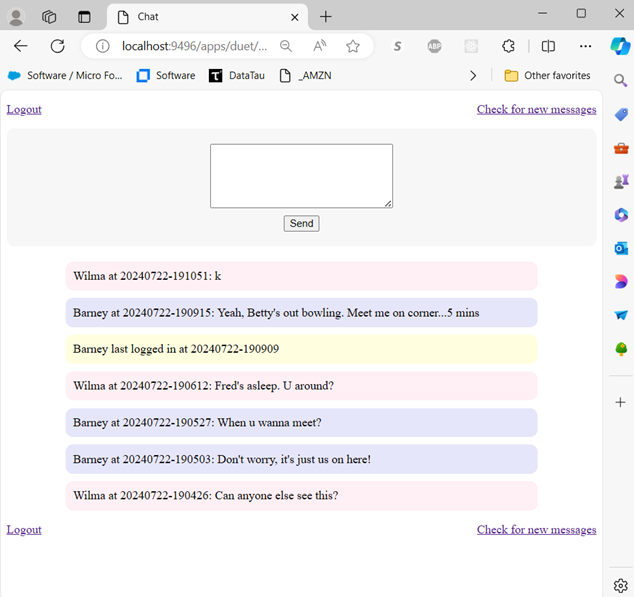 Chat
localhost:9496/apps/duet/...
A
S
ABP
Software / Micro Fo...
Software
DataTau
_AMZN
Other favorites
Logout
Check for new messages
Send
Wilma at 20240722-191051: k
Barney at 20240722-190915: Yeah, Betty's out bowling. Meet me on corner...5 mins
Barney last logged in at 20240722-190909
Wilma at 20240722-190612: Fred's asleep. U around?
Barney at 20240722-190527: When u wanna meet?
Barney at 20240722-190503: Don't worry, it's just us on here!
Wilma at 20240722-190426: Can anyone else see this?
Logout
Check for new messages